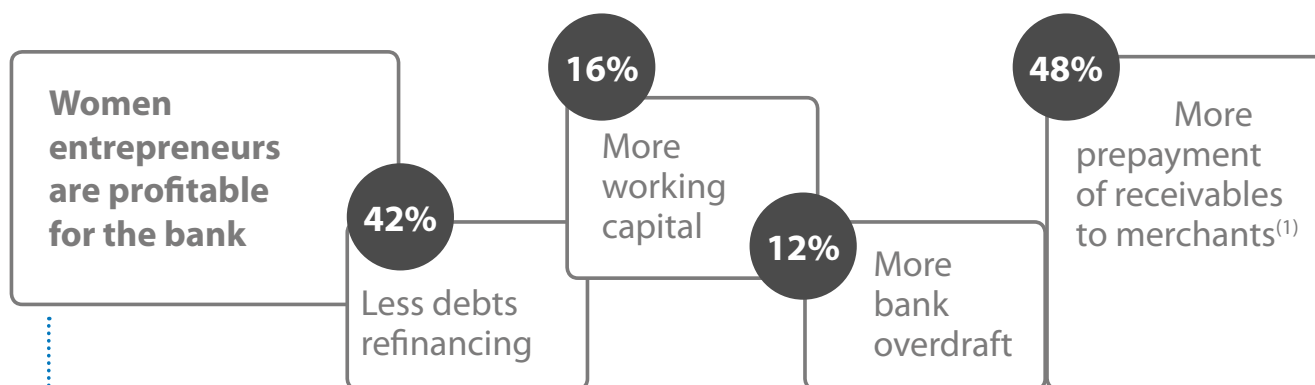 Women
entrepreneurs
are profitable
for the bank
42%
Less debts
refinancing
16%
More
working
capital
12%
More
bank
overdraft
48%
More
prepayment
of receivables
to merchants(1)